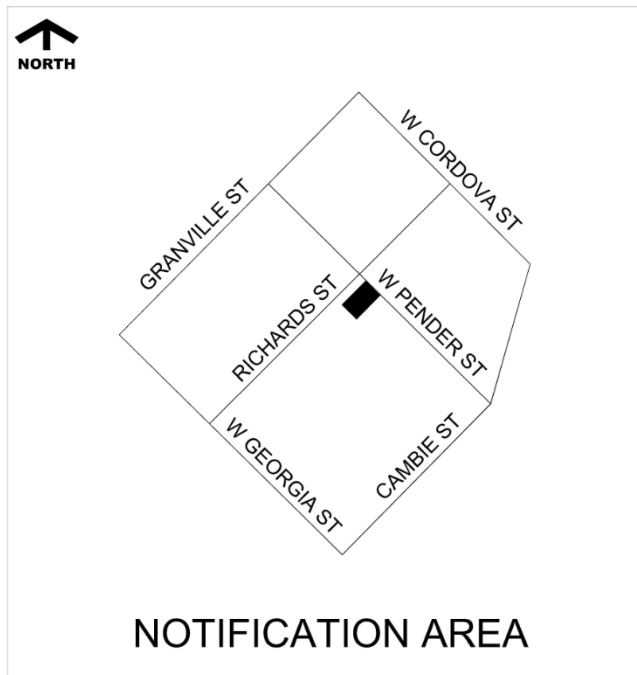 NORTH
W CORDOVA ST
GRANVILLE ST
RICHARDS ST
W PENDER ST
W GEORGIA ST
CAMBIE ST
NOTIFICATION AREA